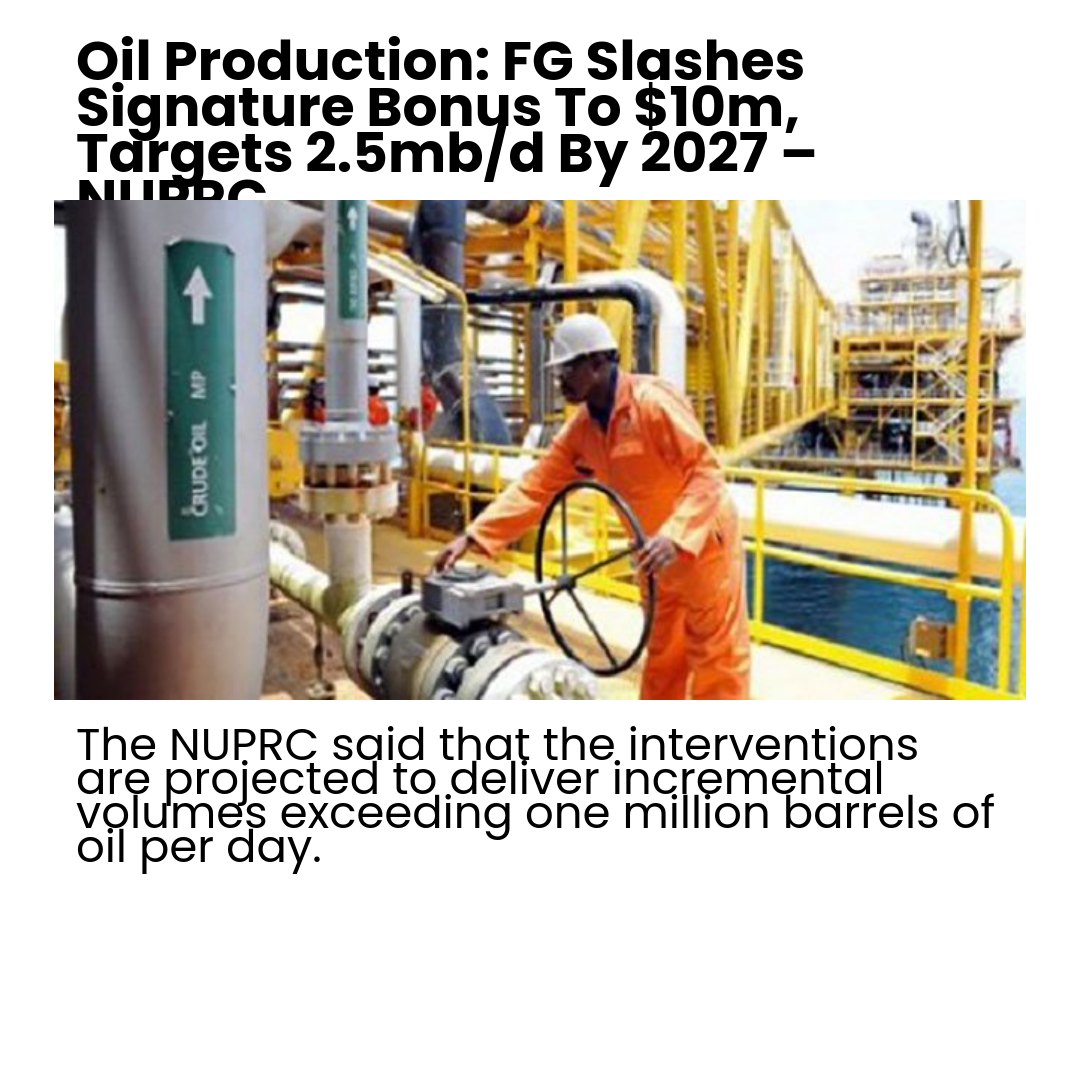 Oil Production: FG Slashes
Signature Bonus To $10m,
Targets 2.5mb/d By 2027 –
NUPRC
CRUDE OIL MP
The NUPRC said that the interventions
are projected to deliver incremental
volumes exceeding one million barrels of
oil per day.